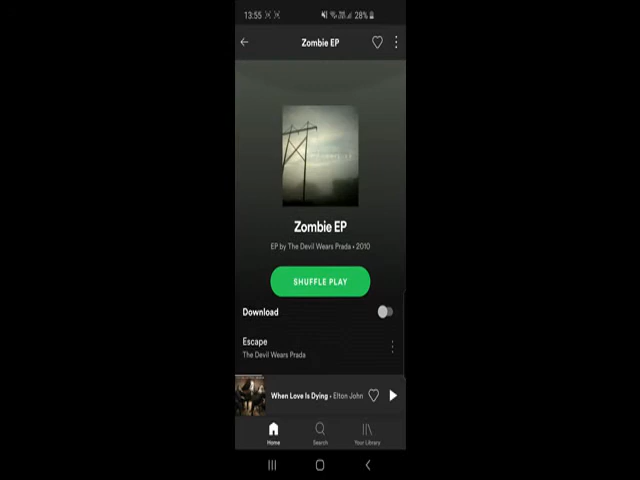 13:55 28%
Zombie EP
Zombie EP
EP by The Devil Wears Prada • 2010
SHUFFLE PLAY
Download
Escape
The Devil Wears Prada
When Love Is Dying • Elton John
Home Search Your Library